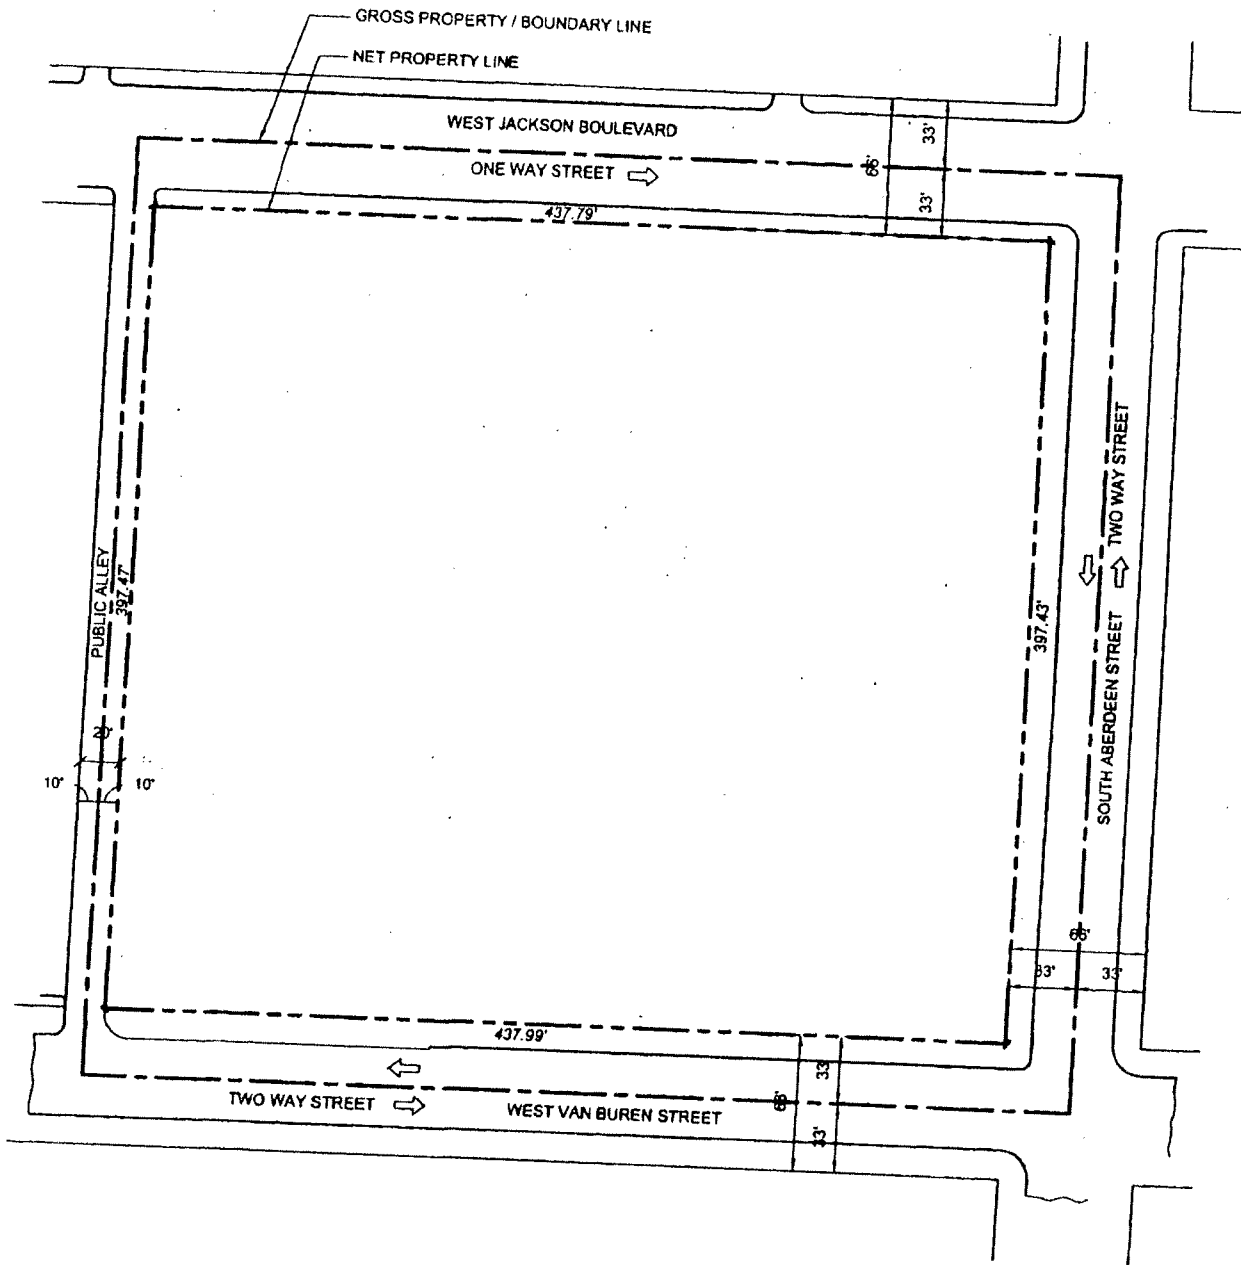 GROSS PROPERTY / BOUNDARY LINE
NET PROPERTY LINE
WEST JACKSON BOULEVARD
33'
66'
ONE WAY STREET
33'
437.79'
TWO WAY STREET
PUBLIC ALLEY
397.47'
397.43'
SOUTH ABERDEEN STREET
20'
10'
10'
66'
33'
33'
437.99'
33'
66'
33'
TWO WAY STREET
WEST VAN BUREN STREET